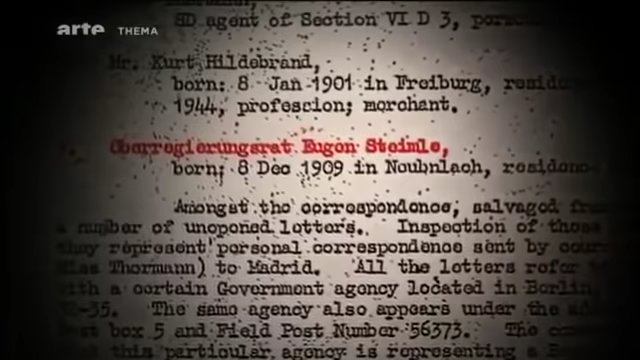 arte THEMA
SD agent of Section VI D 3,
Mr. Kurt Hildebrand,
born: 8 Jan 1901 in Freiburg,
1944, profession; merchant.
Oberregierungsrat Eugen Steimle,
born; 8 Dec 1909 in Neubnlach,
Amongst the correspondence, salvaged
a number of unopened letters. Inspection of
they represent personal correspondence sent by
Thormann) to Madrid. All the letters refer
with a certain Government agency located in Berlin,
-35. The same agency also appears under the
box 5 and Field Post Number 56373. The
this particular agency is representing a